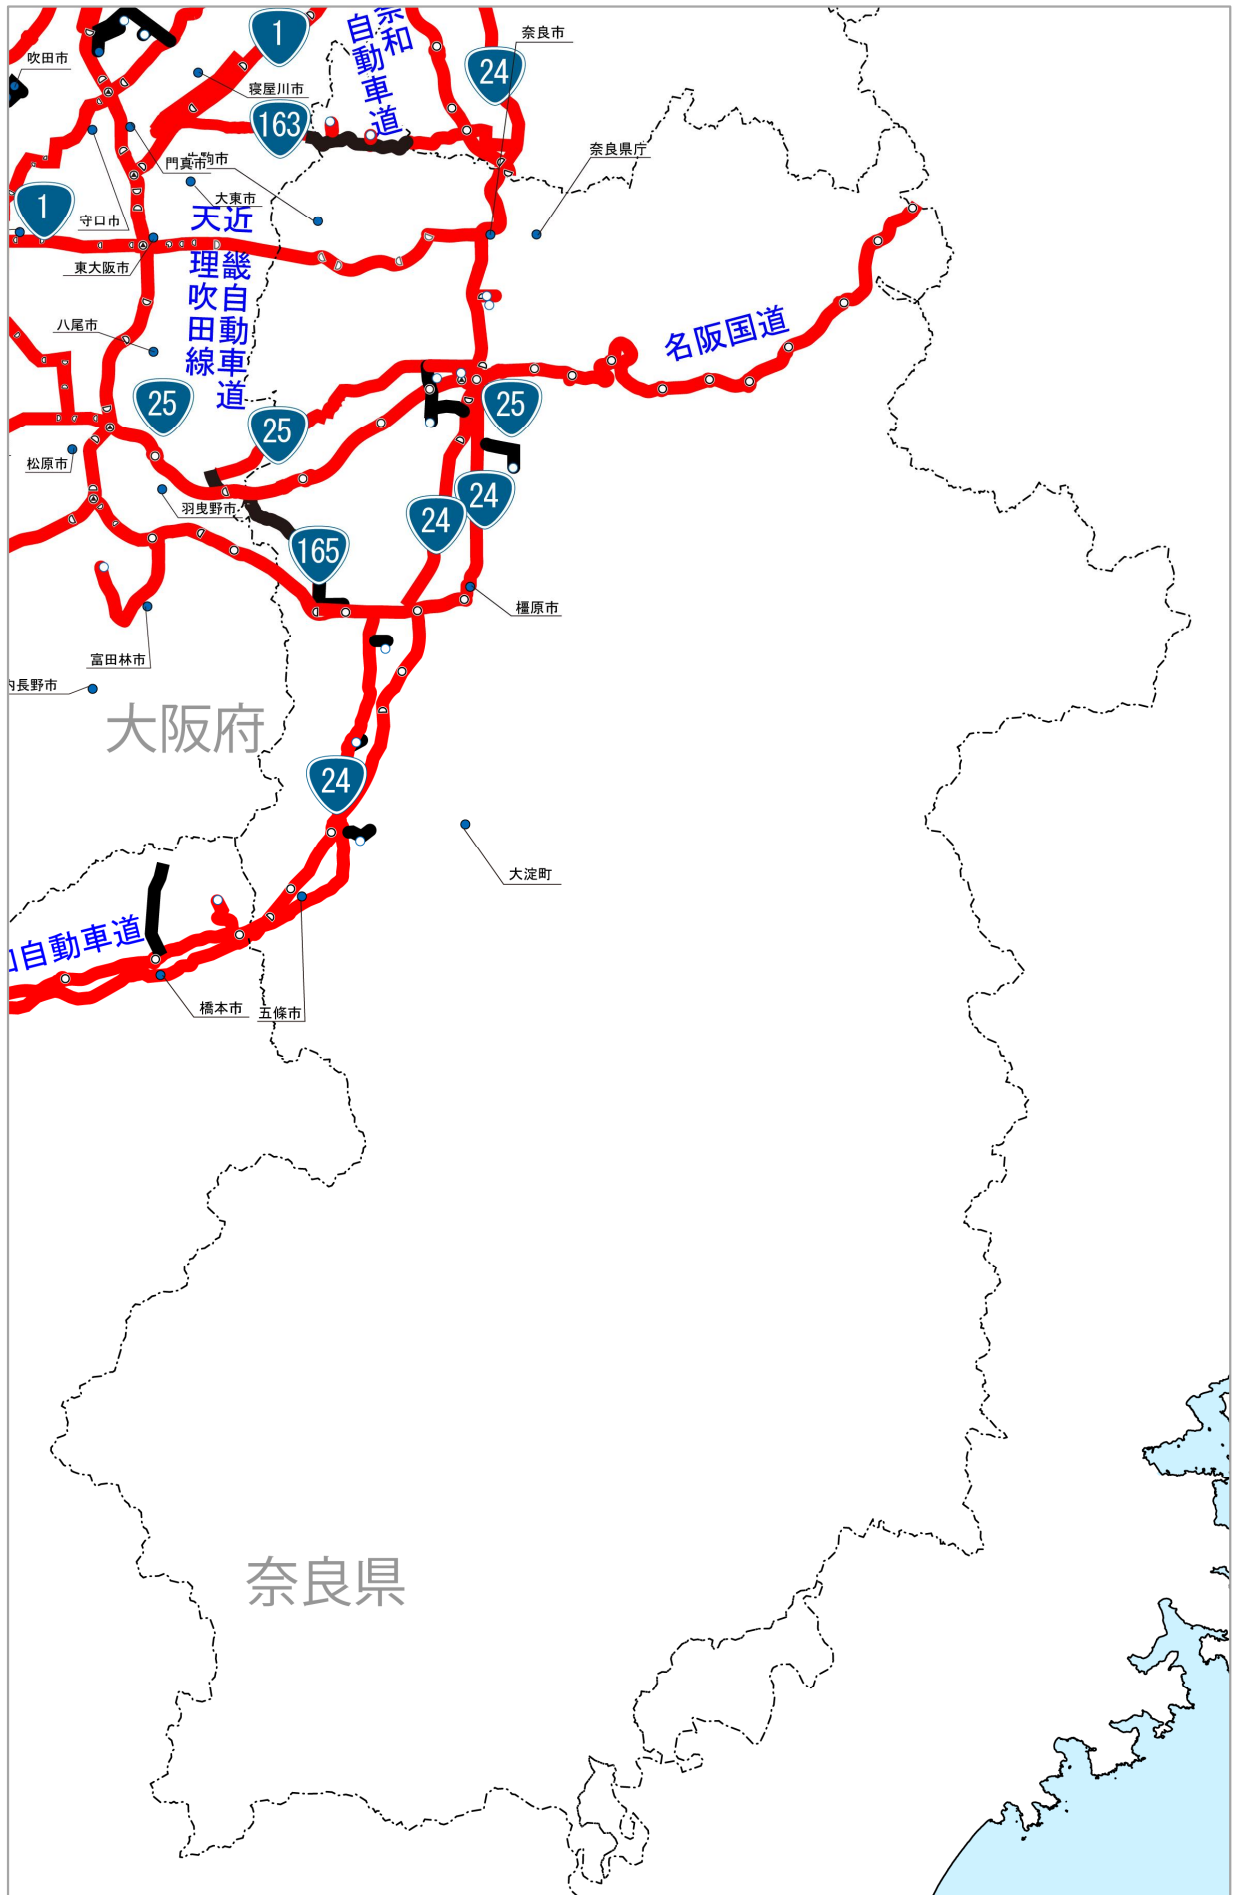 1
奈和
自動車道
24
奈良市
吹田市
寝屋川市
163
奈良県庁
門真市
駒市
大東市
1
守口市
近畿自動車道
天理吹田線
東大阪市
八尾市
名阪国道
25
25
25
松原市
羽曳野市
24
24
165
橿原市
富田林市
長野市
大阪府
24
大淀町
自動車道
橋本市
五條市
奈良県